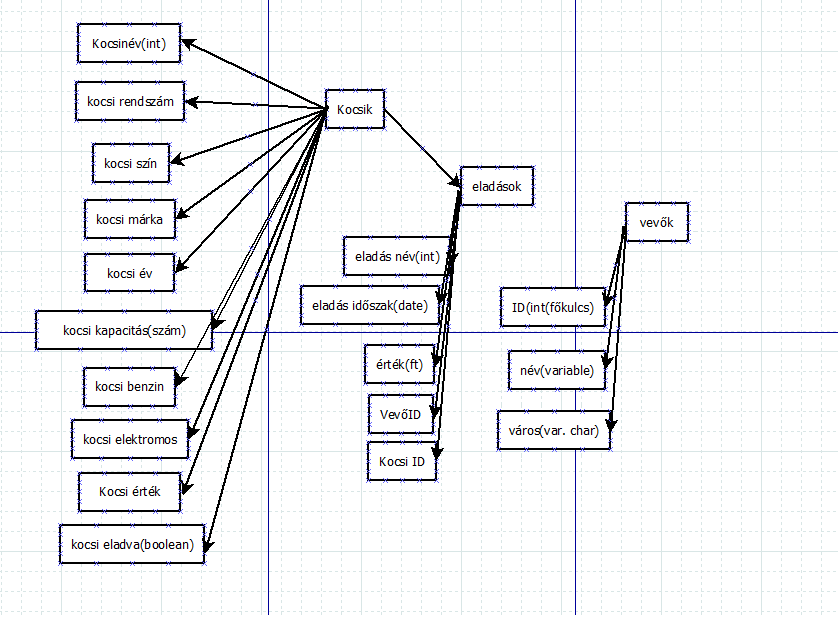 Kocsinév(int)
kocsi rendszám
kocsi szín
kocsi márka
kocsi év
kocsi kapacitás(szám)
kocsi benzin
kocsi elektromos
Kocsi érték
kocsi eladva(boolean)
Kocsik
eladások
eladás név(int)
eladás időszak(date)
érték(ft)
VevőID
Kocsi ID
vevők
ID(int(főkulcs)
név(variable)
város(var. char)